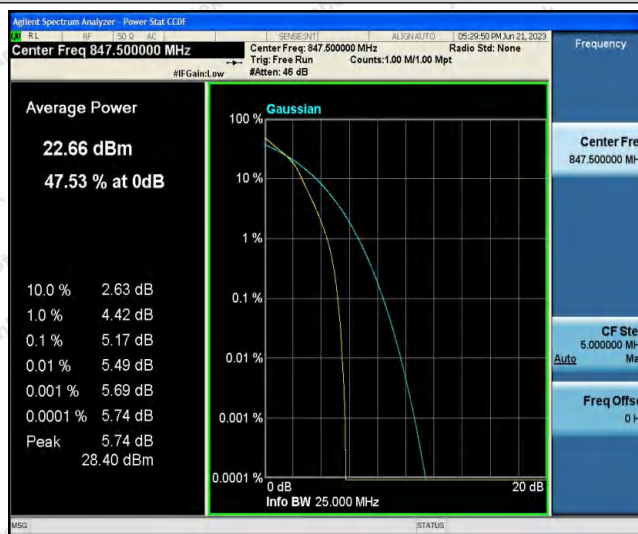 Agilent Spectrum Analyzer - Power Stat CCDF
RL RF 50 Ω AC SENSE:INT ALIGN AUTO 05:29:50 PM Jun 21, 2023
Center Freq 847.500000 MHz
Center Freq: 847.500000 MHz Radio Std: None
Trig: Free Run Counts:1.00 M/1.00 Mpt
#IFGain:Low #Atten: 46 dB
Frequency
Average Power
22.66 dBm
47.53 % at 0dB
10.0 % 2.63 dB
1.0 % 4.42 dB
0.1 % 5.17 dB
0.01 % 5.49 dB
0.001 % 5.69 dB
0.0001 % 5.74 dB
Peak 5.74 dB
28.40 dBm
Gaussian
100 %
10 %
1 %
0.1 %
0.01 %
0.001 %
0.0001 %
0 dB 20 dB
Info BW 25.000 MHz
Center Fre
847.500000 MH
CF Ste
5.000000 MH
Auto Ma
Freq Offse
0 H
MSG STATUS